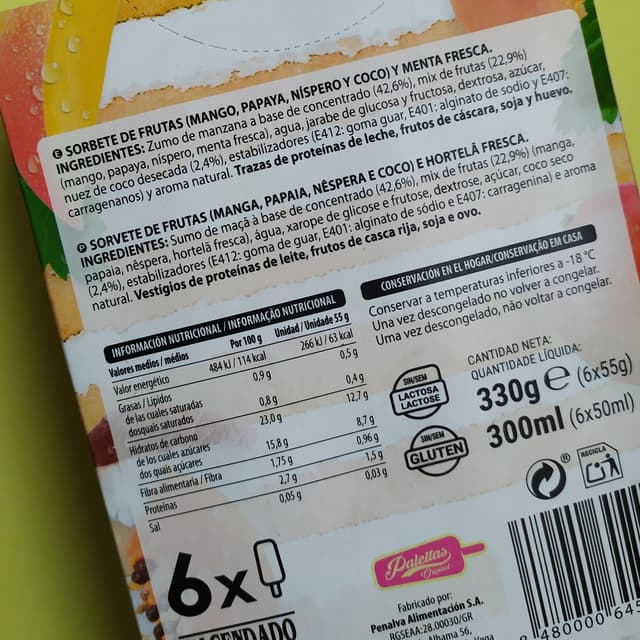 E SORBETE DE FRUTAS (MANGO, PAPAYA, NÍSPERO Y COCO) Y MENTA FRESCA.
INGREDIENTES: Zumo de manzana a base de concentrado (42,6%), mix de frutas (22,9%)
(mango, papaya, níspero, menta fresca), agua, jarabe de glucosa y fructosa, dextrosa, azúcar,
nuez de coco desecada (2,4%), estabilizadores (E412: goma guar, E401: alginato de sodio y E407:
carragenanos) y aroma natural. Trazas de proteínas de leche, frutos de cáscara, soja y huevo.
P SORVETE DE FRUTAS (MANGA, PAPAIA, NÊSPERA E COCO) E HORTELÃ FRESCA.
INGREDIENTES: Sumo de maçã à base de concentrado (42,6%), mix de frutas (22,9%) (manga,
papaia, nêspera, hortelã fresca), água, xarope de glicose e frutose, dextrose, açúcar, coco seco
(2,4%), estabilizadores (E412: goma de guar, E401: alginato de sódio e E407: carragenina) e aroma
natural. Vestígios de proteínas de leite, frutos de casca rija, soja e ovo.
INFORMACIÓN NUTRICIONAL / INFORMAÇÃO NUTRICIONAL
Valores medios / médios Por 100 g Unidad / Unidade 55 g
Valor energético 484 kJ / 114 kcal 266 kJ / 63 kcal
Grasas / Lípidos 0,9 g 0,5 g
de las cuales saturadas
dosquais saturados 0,8 g 0,4 g
Hidratos de carbono 23,0 g 12,7 g
de los cuales azúcares
dos quais açúcares 15,8 g 8,7 g
Fibra alimentaria / Fibra 1,75 g 0,96 g
Proteínas 2,7 g 1,5 g
Sal 0,05 g 0,03 g
CONSERVACIÓN EN EL HOGAR/CONSERVAÇÃO EM CASA
Conservar a temperaturas inferiores a -18 °C
Una vez descongelado no volver a congelar.
Uma vez descongelado, não voltar a congelar.
SIN/SEM
LACTOSA
LACTOSE
SIN/SEM
GLUTEN
CANTIDAD NETA:
QUANTIDADE LÍQUIDA:
330g e (6x55g)
300ml (6x50ml)
®
RECICLA
6x
Palettas
Original
Fabricado por:
Penalva Alimentación S.A.
RGSEAA:28.00030/GR
8 480000 645